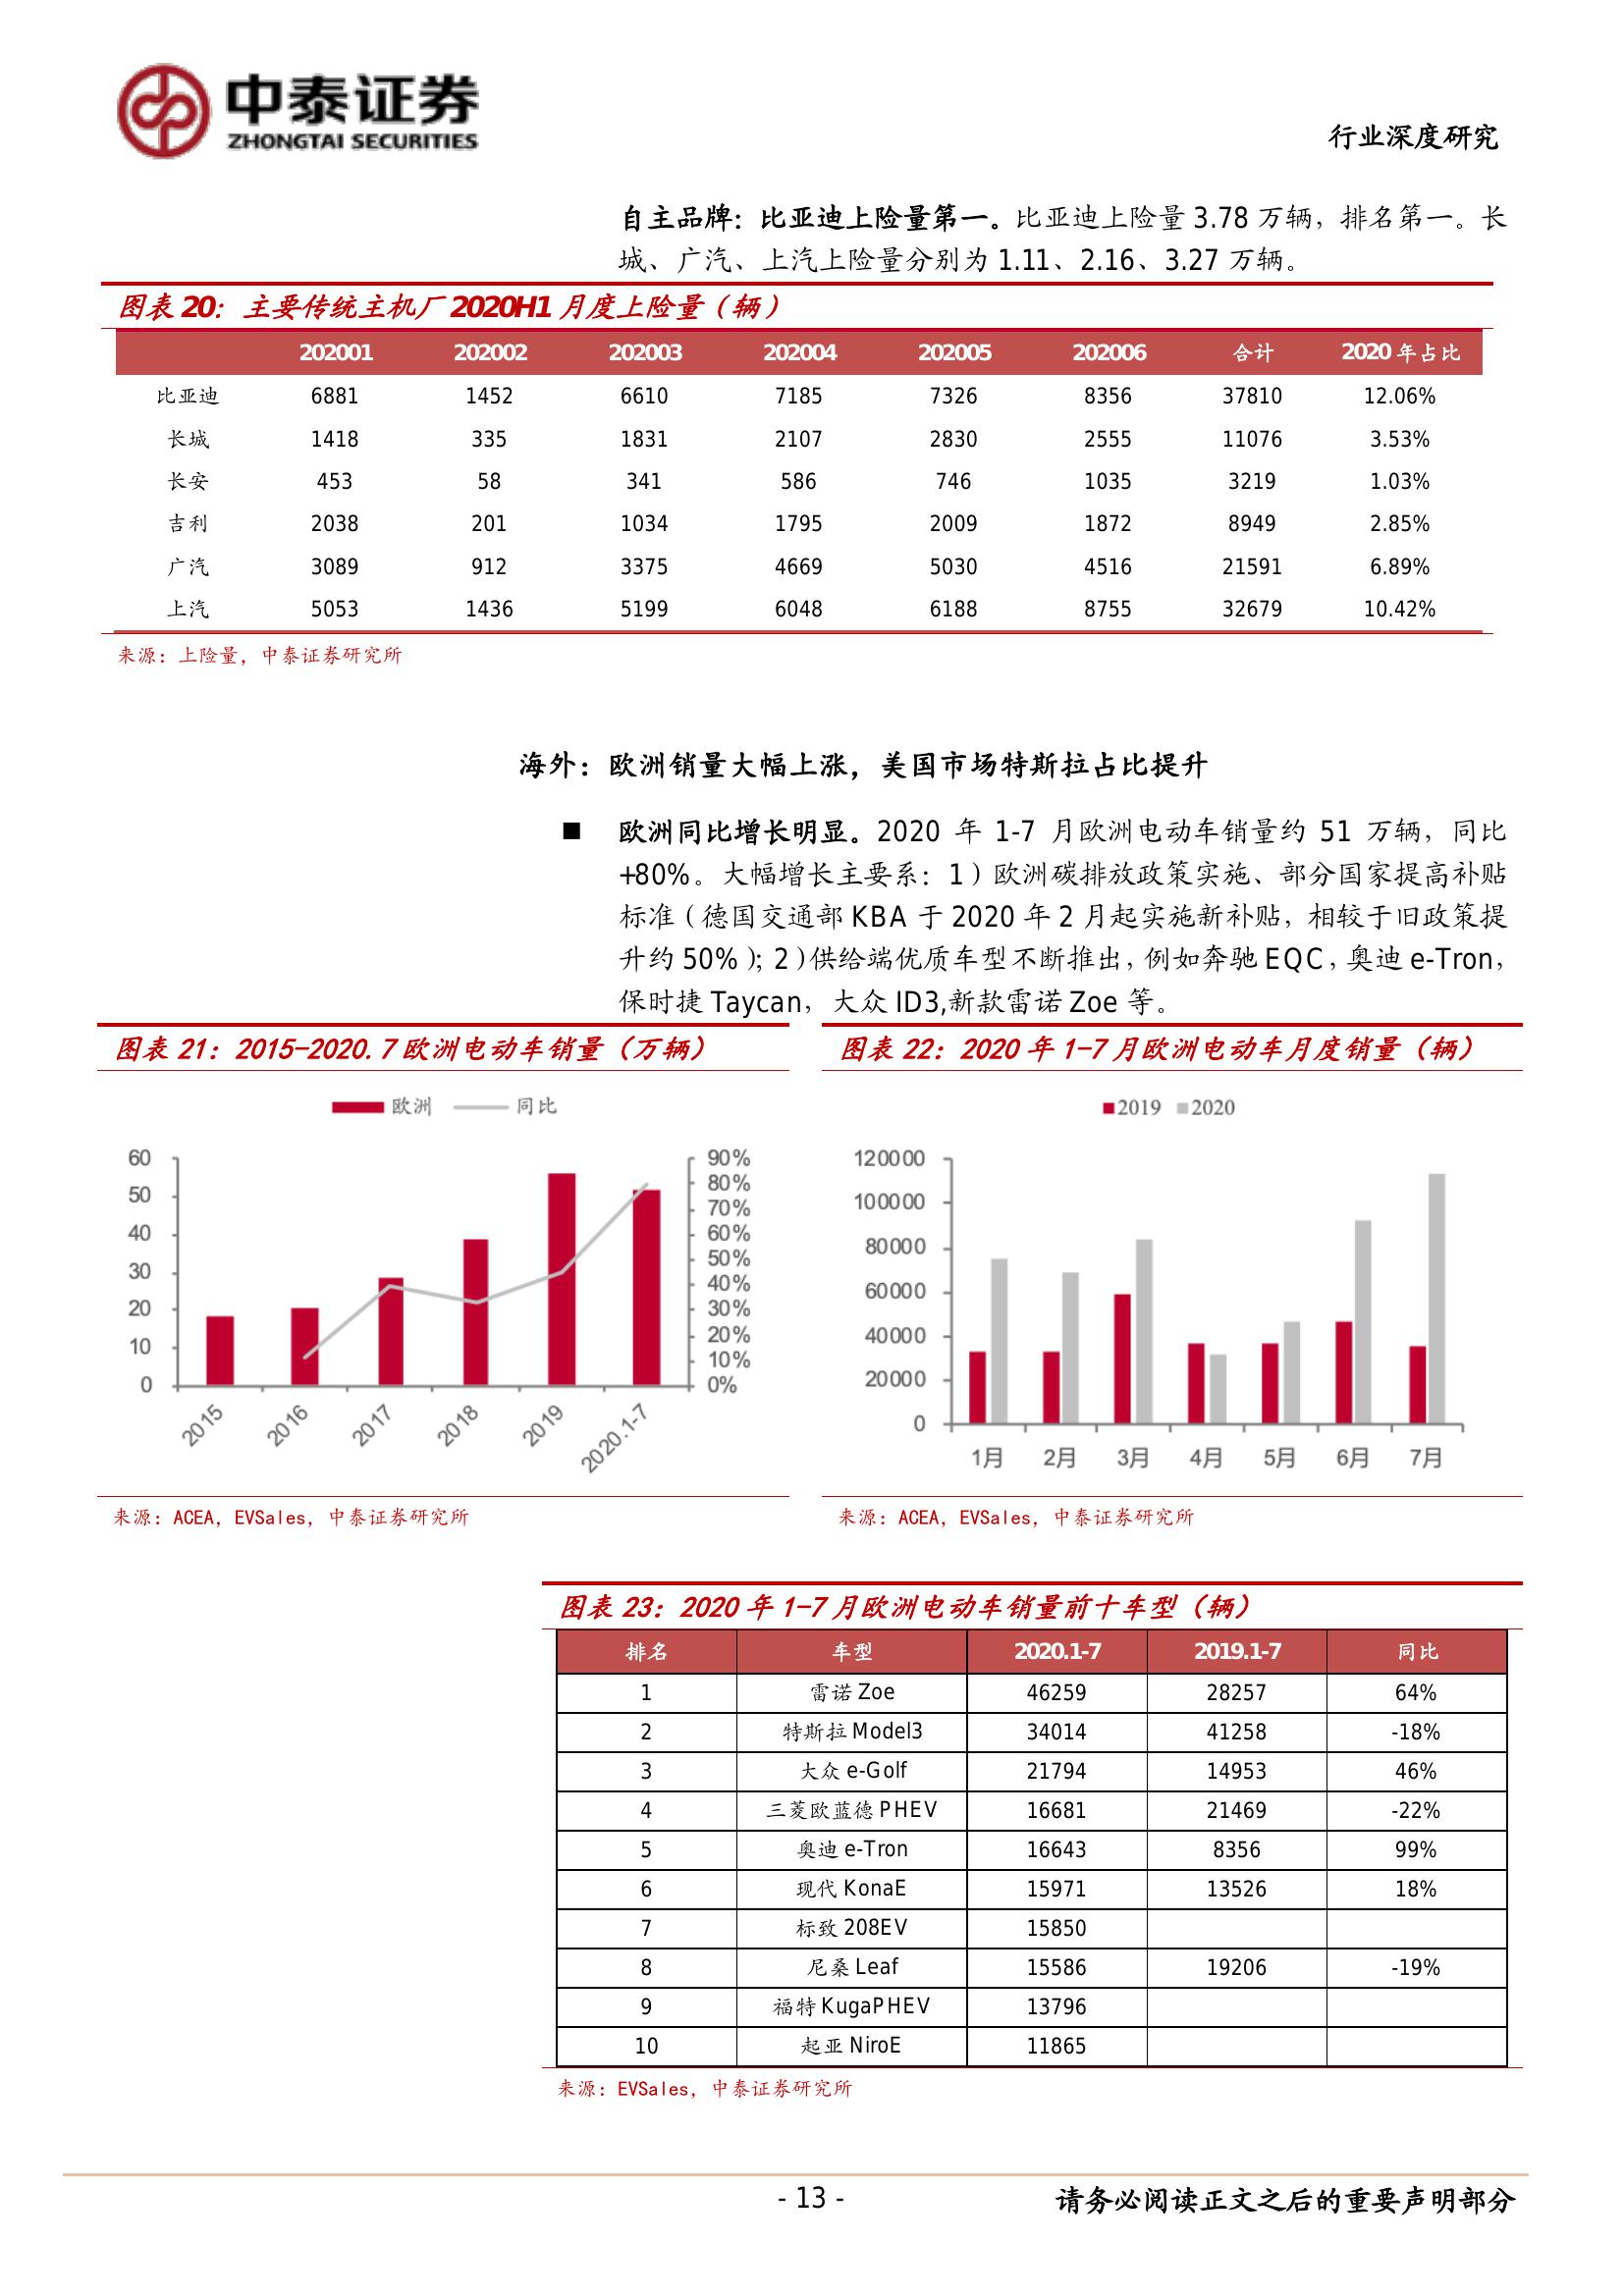 中泰证券
ZHONGTAI SECURITIES
行业深度研究
自主品牌：比亚迪上险量第一。比亚迪上险量 3.78 万辆，排名第一。长
城、广汽、上汽上险量分别为 1.11、2.16、3.27 万辆。
图表 20：主要传统主机厂 2020H1 月度上险量（辆）
202001 202002 202003 202004 202005 202006 合计 2020 年占比
比亚迪 6881 1452 6610 7185 7326 8356 37810 12.06%
长城 1418 335 1831 2107 2830 2555 11076 3.53%
长安 453 58 341 586 746 1035 3219 1.03%
吉利 2038 201 1034 1795 2009 1872 8949 2.85%
广汽 3089 912 3375 4669 5030 4516 21591 6.89%
上汽 5053 1436 5199 6048 6188 8755 32679 10.42%
来源：上险量，中泰证券研究所
海外：欧洲销量大幅上涨，美国市场特斯拉占比提升
■ 欧洲同比增长明显。2020 年 1-7 月欧洲电动车销量约 51 万辆，同比
+80%。大幅增长主要系：1）欧洲碳排放政策实施、部分国家提高补贴
标准（德国交通部 KBA 于 2020 年 2 月起实施新补贴，相较于旧政策提
升约 50%）；2）供给端优质车型不断推出，例如奔驰 EQC，奥迪 e-Tron，
保时捷 Taycan，大众 ID3,新款雷诺 Zoe 等。
图表 21：2015-2020.7 欧洲电动车销量（万辆）
欧洲 同比
60
50
40
30
20
10
0
90%
80%
70%
60%
50%
40%
30%
20%
10%
0%
2015 2016 2017 2018 2019 2020.1-7
来源：ACEA，EVSales，中泰证券研究所
图表 22：2020 年 1-7 月欧洲电动车月度销量（辆）
2019 2020
120000
100000
80000
60000
40000
20000
0
1月 2月 3月 4月 5月 6月 7月
来源：ACEA，EVSales，中泰证券研究所
图表 23：2020 年 1-7 月欧洲电动车销量前十车型（辆）
排名 车型 2020.1-7 2019.1-7 同比
1 雷诺 Zoe 46259 28257 64%
2 特斯拉 Model3 34014 41258 -18%
3 大众 e-Golf 21794 14953 46%
4 三菱欧蓝德 PHEV 16681 21469 -22%
5 奥迪 e-Tron 16643 8356 99%
6 现代 KonaE 15971 13526 18%
7 标致 208EV 15850
8 尼桑 Leaf 15586 19206 -19%
9 福特 KugaPHEV 13796
10 起亚 NiroE 11865
来源：EVSales，中泰证券研究所
- 13 -
请务必阅读正文之后的重要声明部分